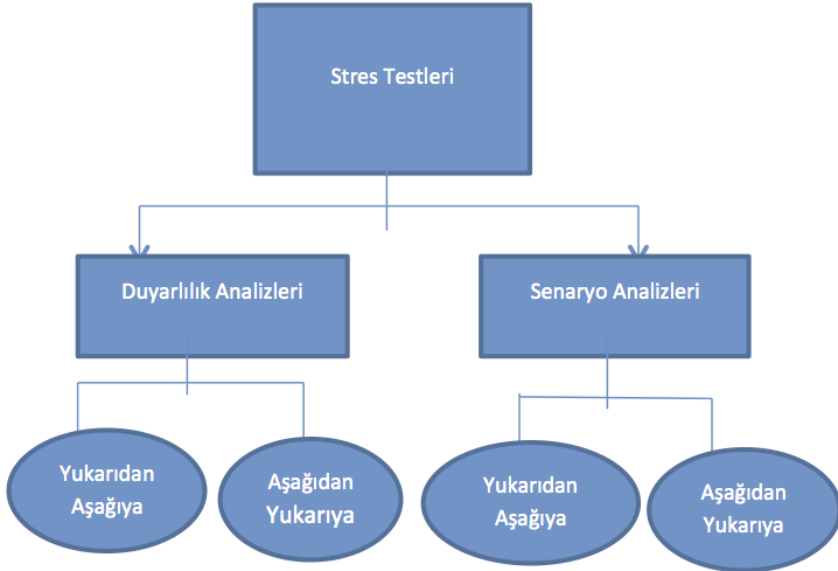 Stres Testleri
Duyarlılık Analizleri
Senaryo Analizleri
Yukarıdan
Aşağıya
Aşağıdan
Yukarıya
Yukarıdan
Aşağıya
Aşağıdan
Yukarıya